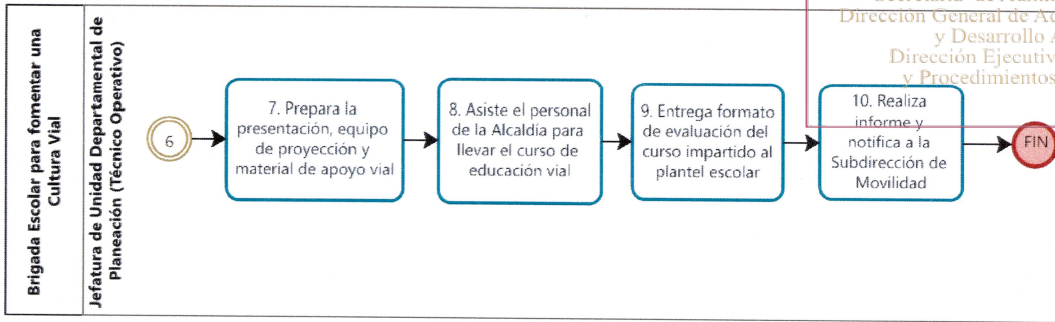 Dirección General de
y Desarrollo
Dirección Ejecutiv
y Procedimientos
Brigada Escolar para fomentar una
Cultura Vial
Jefatura de Unidad Departamental de
Planeación (Técnico Operativo)
6
7. Prepara la
presentación, equipo
de proyección y
material de apoyo vial
8. Asiste el personal
de la Alcaldía para
llevar el curso de
educación vial
9. Entrega formato
de evaluación del
curso impartido al
plantel escolar
10. Realiza
informe y
notifica a la
Subdirección de
Movilidad
FIN